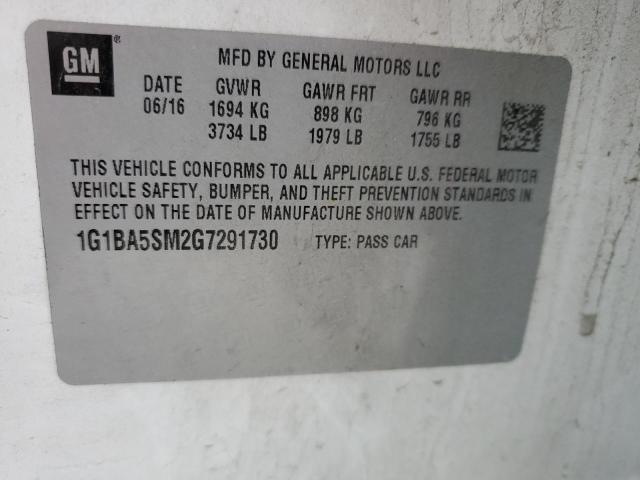 GM ®
MFD BY GENERAL MOTORS LLC
DATE GVWR GAWR FRT GAWR RR
06/16 1694 KG 898 KG 796 KG
3734 LB 1979 LB 1755 LB
THIS VEHICLE CONFORMS TO ALL APPLICABLE U.S. FEDERAL MOTOR
VEHICLE SAFETY, BUMPER, AND THEFT PREVENTION STANDARDS IN
EFFECT ON THE DATE OF MANUFACTURE SHOWN ABOVE.
1G1BA5SM2G7291730 TYPE: PASS CAR